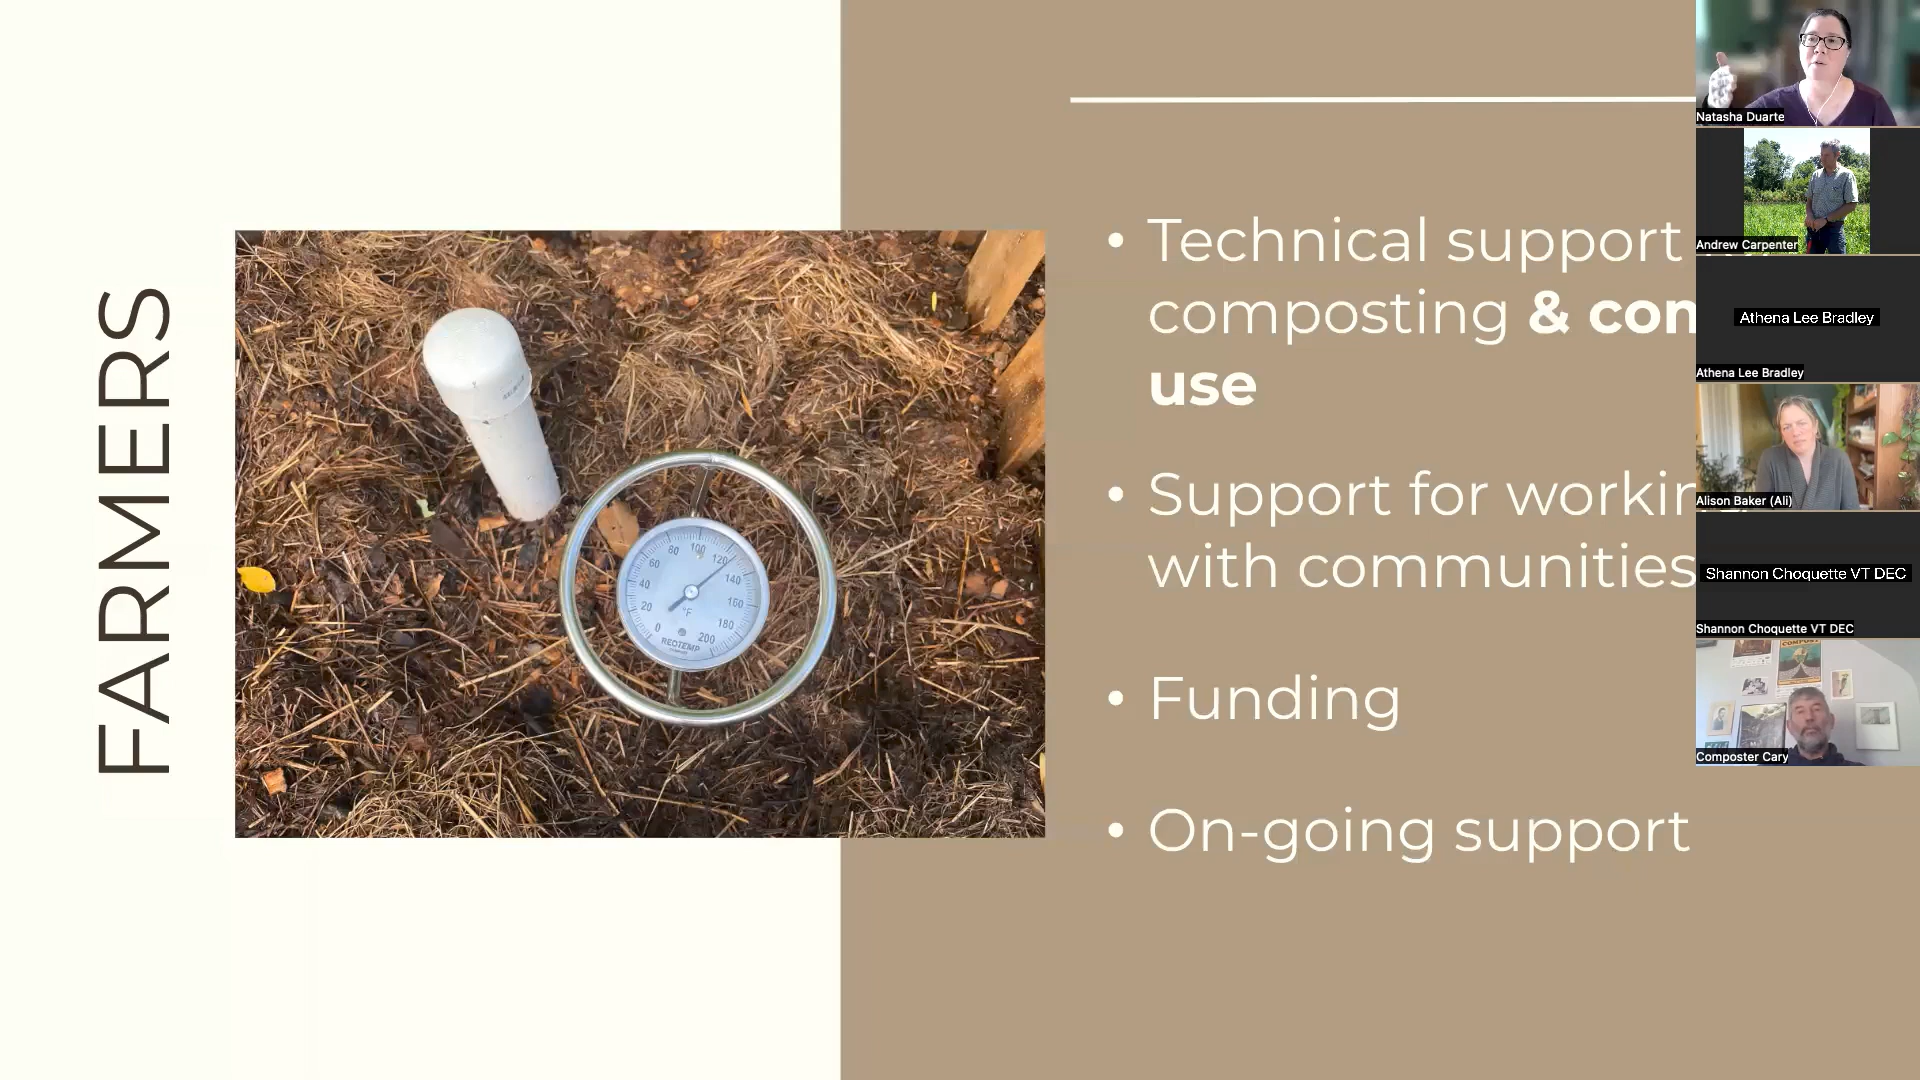 FARMERS
• Technical support
composting & con
use
• Support for workin
with communities
• Funding
• On-going support
0
20
40
60
80
100
120
140
160
180
200
°F
REOTEMP
Natasha Duarte
Andrew Carpenter
Athena Lee Bradley
Athena Lee Bradley
Alison Baker (Ali)
Shannon Choquette VT DEC
Shannon Choquette VT DEC
COMPOST
Composter Cary